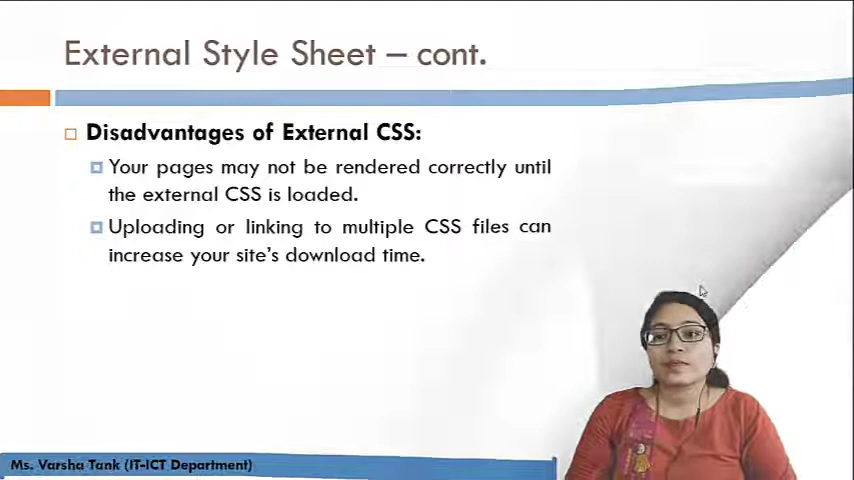 External Style Sheet – cont.
Disadvantages of External CSS:
Your pages may not be rendered correctly until
the external CSS is loaded.
Uploading or linking to multiple CSS files can
increase your site's download time.
Ms. Varsha Tank (IT-ICT Department)